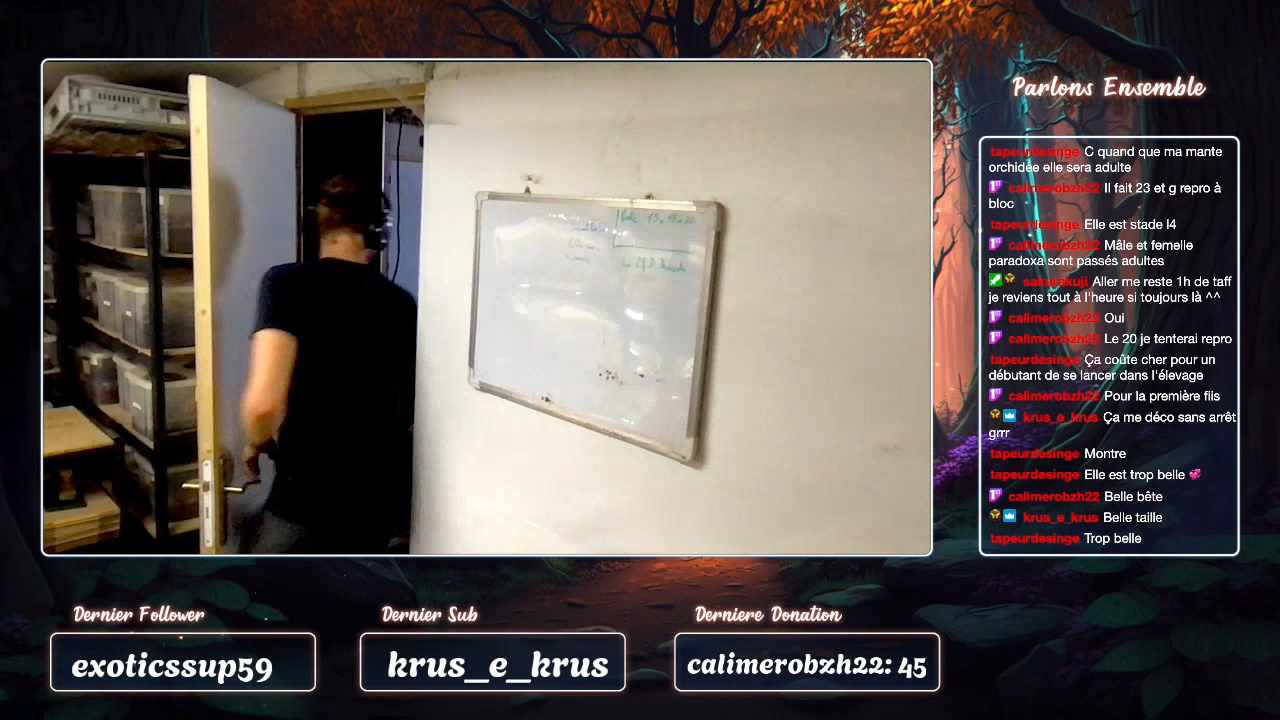 Parlons Ensemble
tapeurdesinge C quand que ma mante
orchidée elle sera adulte
calimerobzh22 Il fait 23 et g repro à
bloc
tapeurdesinge Elle est stade l4
calimerobzh22 Mâle et femelle
paradoxa sont passés adultes
sakurakuji Aller me reste 1h de taff
je reviens tout à l'heure si toujours là ^^
calimerobzh22 Oui
calimerobzh22 Le 20 je tenterai repro
tapeurdesinge Ça coûte cher pour un
débutant de se lancer dans l'élevage
calimerobzh22 Pour la première fiis
krus_e_krus Ça me déco sans arrêt
grrr
tapeurdesinge Montre
tapeurdesinge Elle est trop belle 💞
calimerobzh22 Belle bête
krus_e_krus Belle taille
tapeurdesinge Trop belle
Dernier Follower
exoticssup59
Dernier Sub
krus_e_krus
Derniere Donation
calimerobzh22: 45